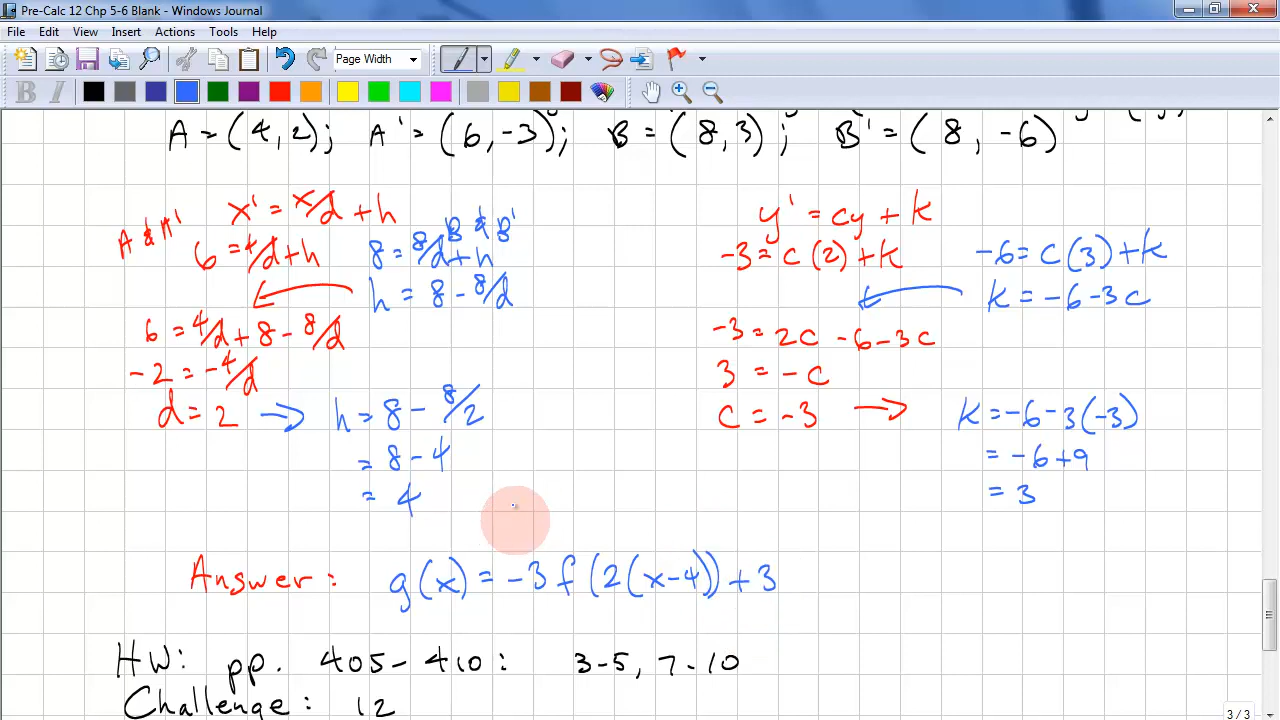 Pre-Calc 12 Chp 5-6 Blank - Windows Journal
File Edit View Insert Actions Tools Help
Page Width
B I
A = (4, 2); A' = (6, -3); B = (8, 3); B' = (8, -6)
A & A'
x' = x/d + h
6 = 4/d + h
B & B'
8 = 8/d + h
h = 8 - 8/d
6 = 4/d + 8 - 8/d
-2 = -4/d
d = 2 → h = 8 - 8/2
= 8 - 4
= 4
y' = cy + k
-3 = c(2) + k
-6 = c(3) + k
k = -6 - 3c
-3 = 2c - 6 - 3c
3 = -c
c = -3 → k = -6 - 3(-3)
= -6 + 9
= 3
Answer: g(x) = -3 f(2(x-4)) + 3
HW: pp. 405-410: 3-5, 7-10
Challenge: 12
3/3